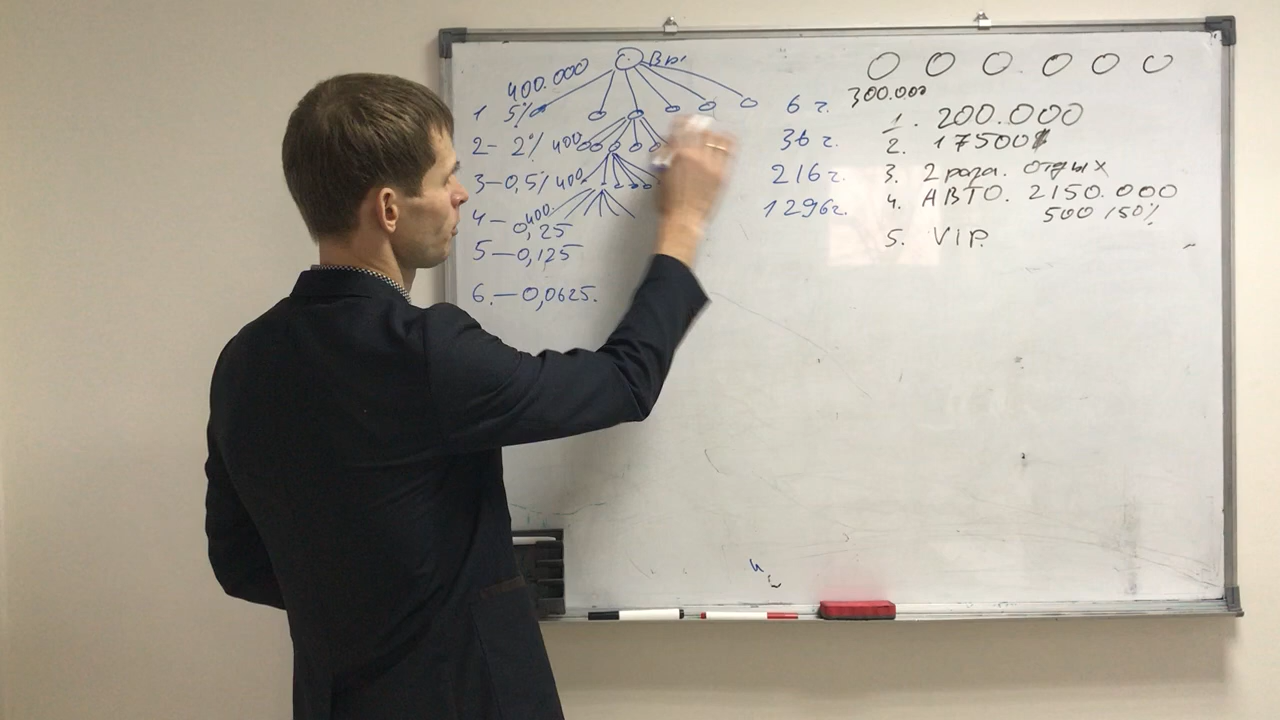 Вы
400.000
1 5%
2- 2% 400
3-0,5% 400.
4- 0,25 400.
5-0,125
6.-0,0625.
6 г.
36 г.
216 г.
1296г.
300.000
1. 200.000
2. 17500
3. 2 раза. отдых
4. АВТО. 2150.000
500 150%
5. VIP.